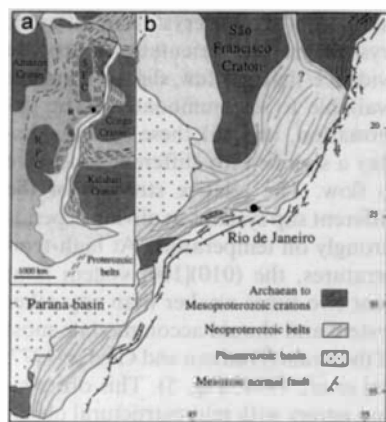 a
b
São
Francisco
Craton
?
Amazon
Craton
S.F.C.
Congo
Craton
Kalahari
Craton
Proterozoic
belts
1000 km
20
Rio de Janeiro
25
Parana basin
Archaean to
Mesoproterozoic cratons
Neoproterozoic belts
Phanerozoic basin
Mesozoic normal fault